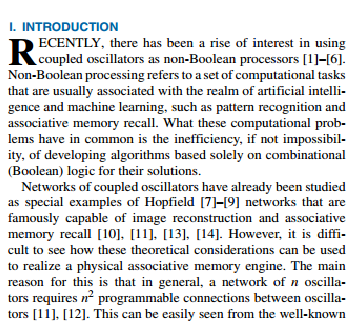 I. INTRODUCTION
RECENTLY, there has been a rise of interest in using
coupled oscillators as non-Boolean processors [1]–[6].
Non-Boolean processing refers to a set of computational tasks
that are usually associated with the realm of artificial intelli-
gence and machine learning, such as pattern recognition and
associative memory recall. What these computational prob-
lems have in common is the inefficiency, if not impossibil-
ity, of developing algorithms based solely on combinational
(Boolean) logic for their solutions.
Networks of coupled oscillators have already been studied
as special examples of Hopfield [7]–[9] networks that are
famously capable of image reconstruction and associative
memory recall [10], [11], [13], [14]. However, it is diffi-
cult to see how these theoretical considerations can be used
to realize a physical associative memory engine. The main
reason for this is that in general, a network of n oscilla-
tors requires n² programmable connections between oscilla-
tors [11], [12]. This can be easily seen from the well-known